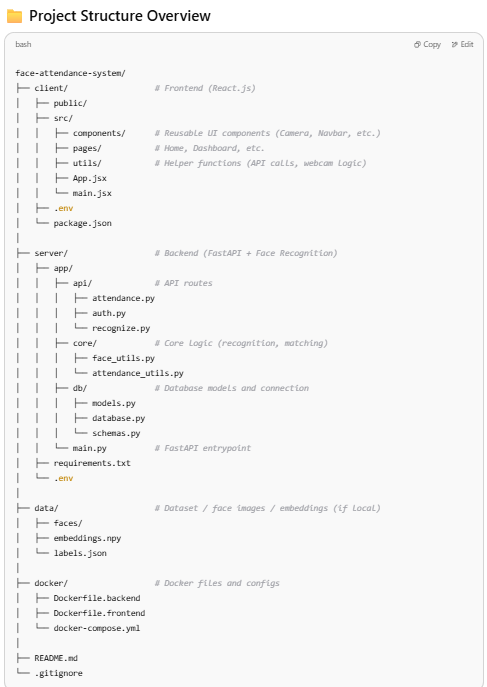 📁 Project Structure Overview
bash Copy Edit
face-attendance-system/
├── client/ # Frontend (React.js)
│ ├── public/
│ ├── src/
│ │ ├── components/ # Reusable UI components (Camera, Navbar, etc.)
│ │ ├── pages/ # Home, Dashboard, etc.
│ │ ├── utils/ # Helper functions (API calls, webcam logic)
│ │ ├── App.jsx
│ │ └── main.jsx
│ ├── .env
│ └── package.json
│
├── server/ # Backend (FastAPI + Face Recognition)
│ ├── app/
│ │ ├── api/ # API routes
│ │ │ ├── attendance.py
│ │ │ ├── auth.py
│ │ │ └── recognize.py
│ │ ├── core/ # Core logic (recognition, matching)
│ │ │ ├── face_utils.py
│ │ │ └── attendance_utils.py
│ │ ├── db/ # Database models and connection
│ │ │ ├── models.py
│ │ │ ├── database.py
│ │ │ └── schemas.py
│ │ └── main.py # FastAPI entrypoint
│ ├── requirements.txt
│ └── .env
│
├── data/ # Dataset / face images / embeddings (if local)
│ ├── faces/
│ ├── embeddings.npy
│ └── labels.json
│
├── docker/ # Docker files and configs
│ ├── Dockerfile.backend
│ ├── Dockerfile.frontend
│ └── docker-compose.yml
│
├── README.md
└── .gitignore